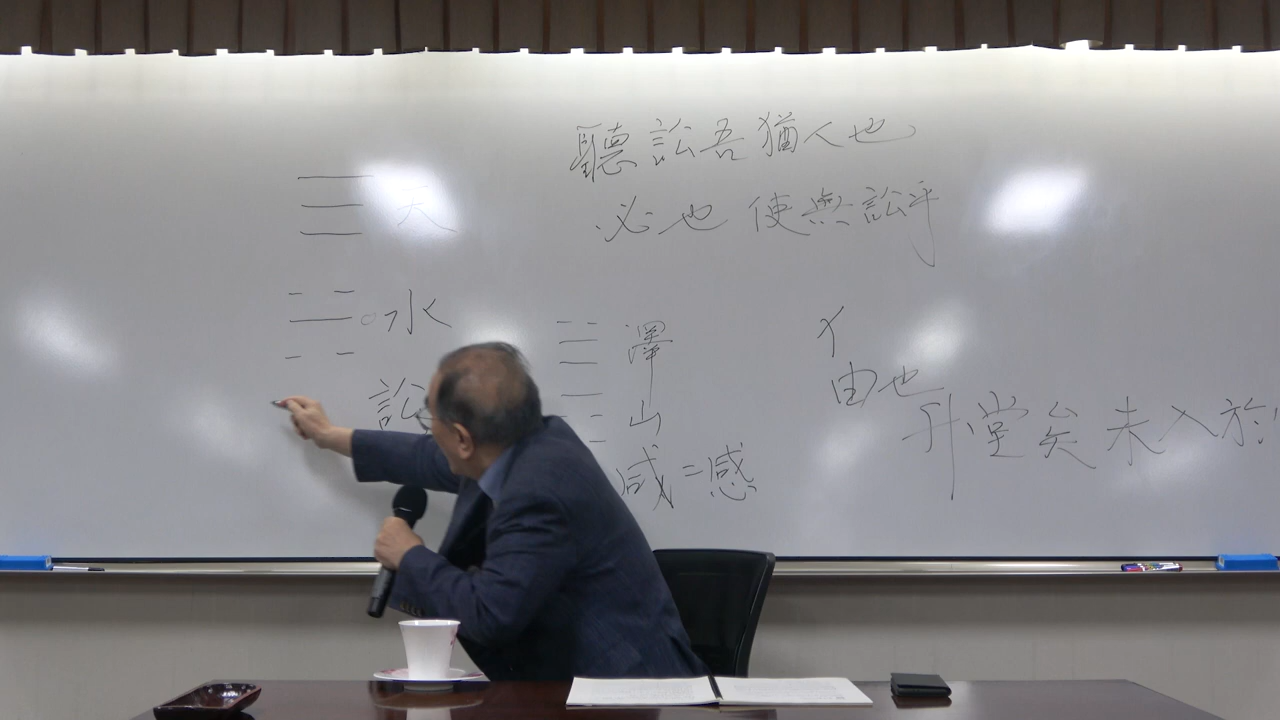 聽訟吾猶人也
必也使無訟乎
天
水
訟
澤
山
咸=感
由也
升堂矣未入於